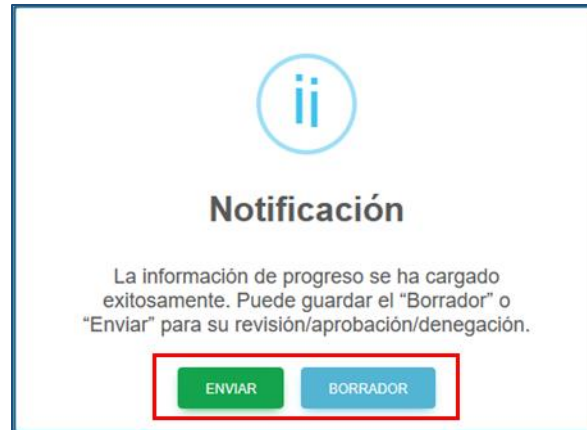 ii
Notificación
La información de progreso se ha cargado
exitosamente. Puede guardar el “Borrador” o
“Enviar” para su revisión/aprobación/denegación.
ENVIAR BORRADOR